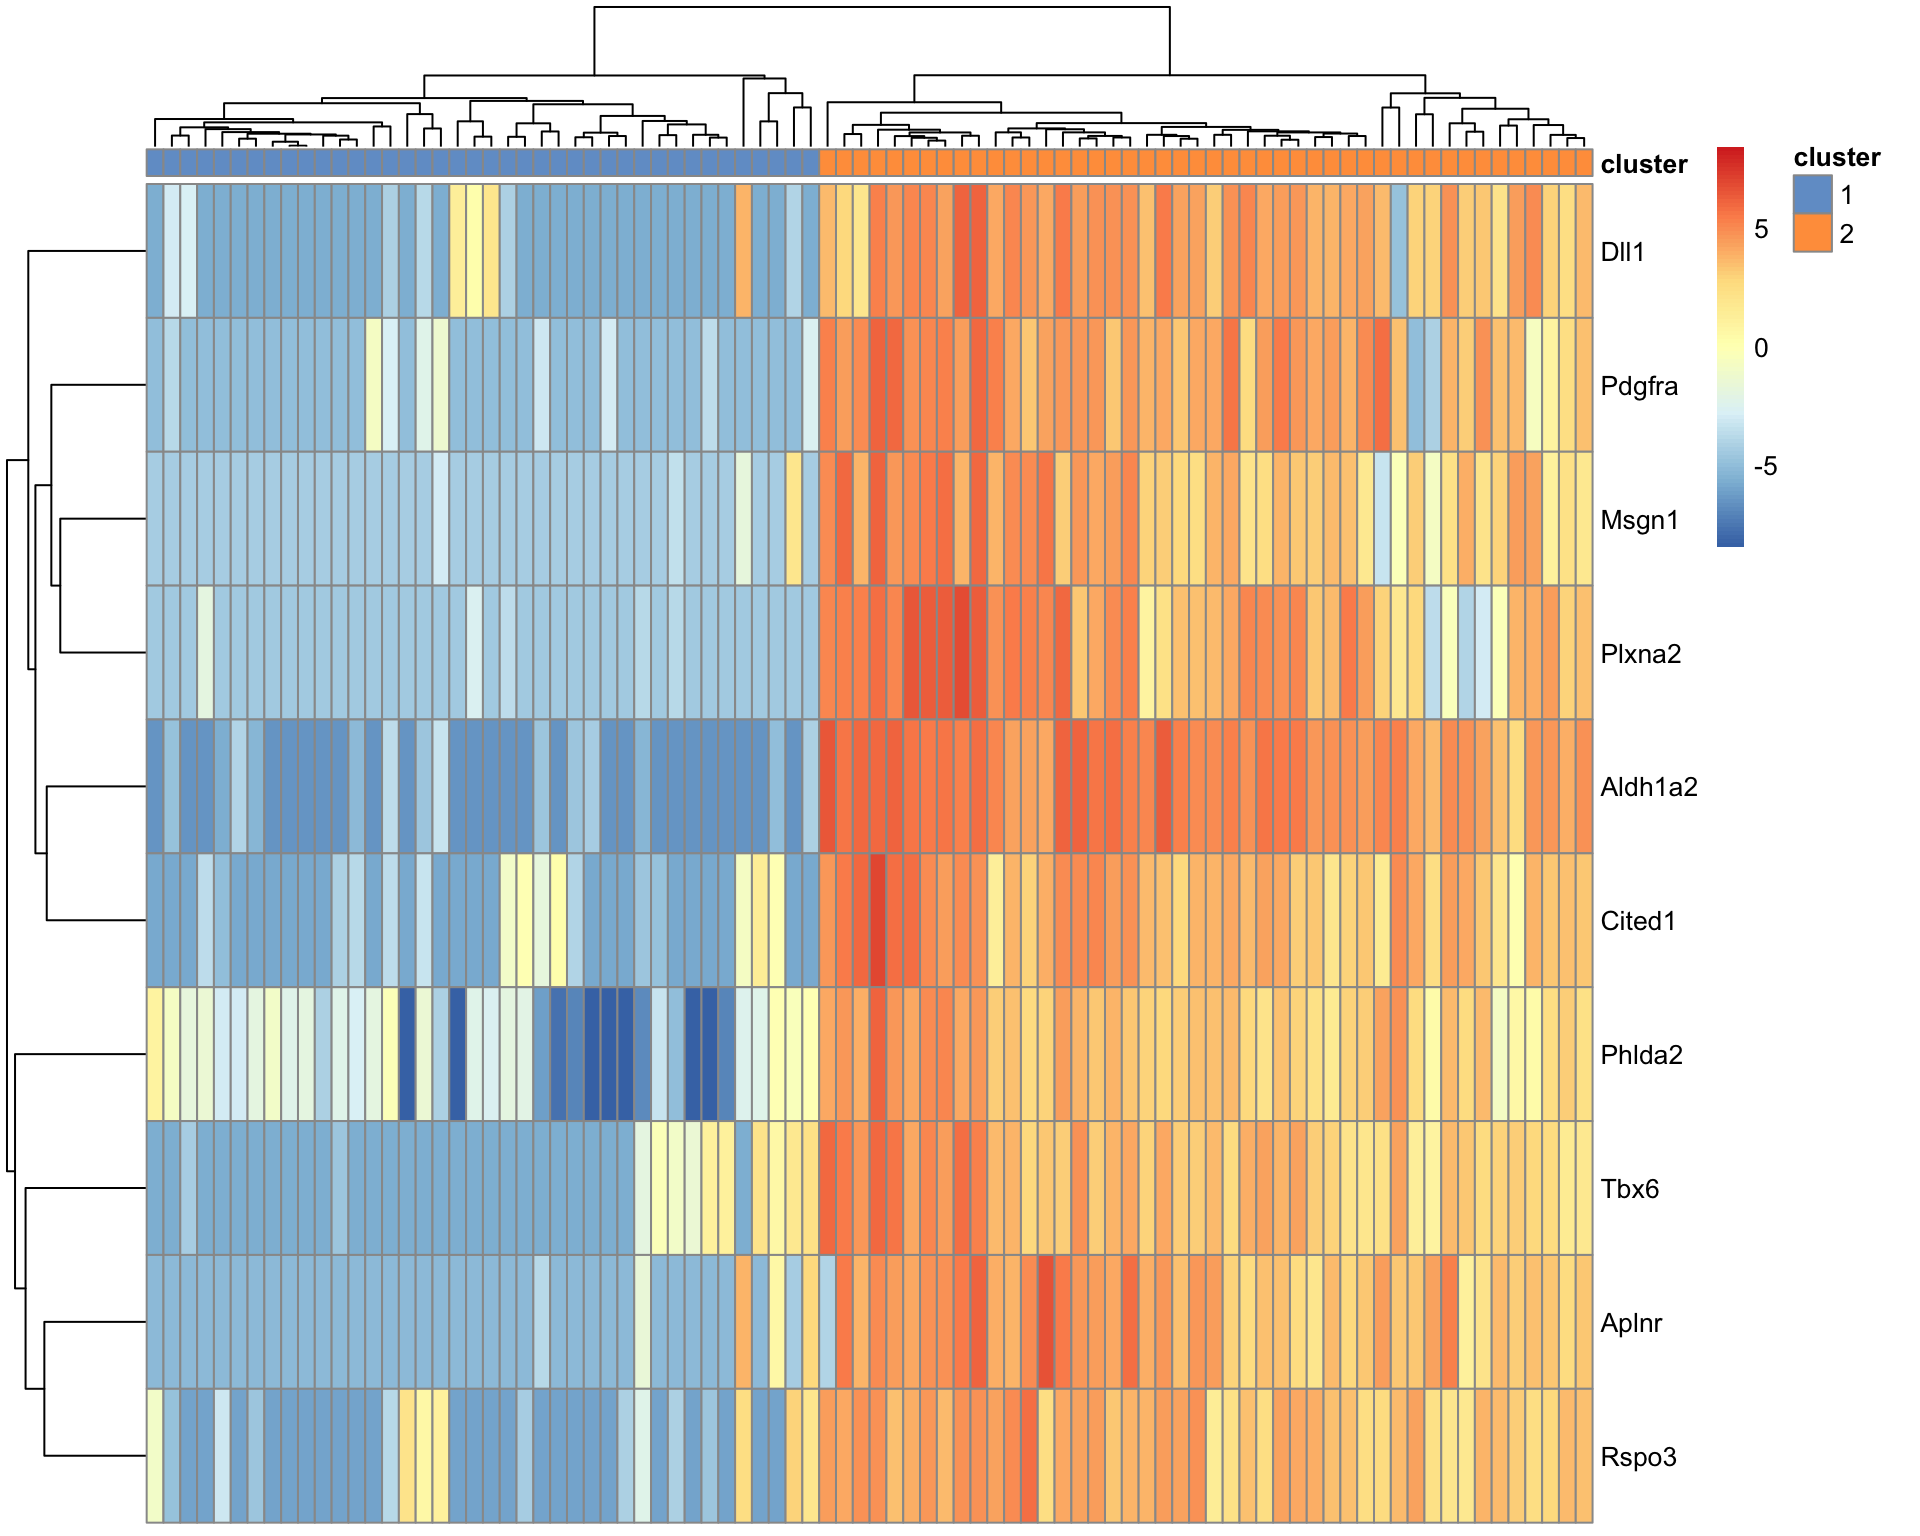 cluster
cluster
1
2
5
0
-5
Dll1
Pdgfra
Msgn1
Plxna2
Aldh1a2
Cited1
Phlda2
Tbx6
Aplnr
Rspo3